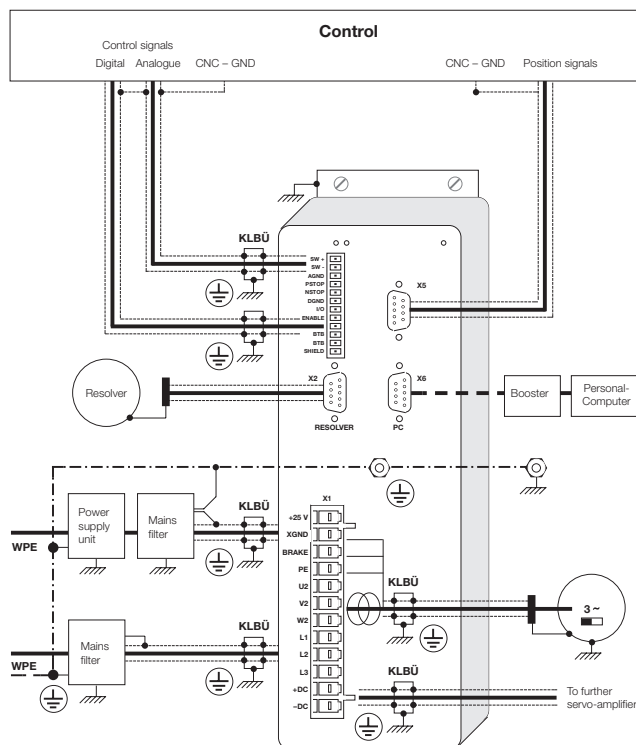 Control
Control signals
Digital Analogue CNC – GND
CNC – GND Position signals
KLBÜ
SW +
SW -
AGND
PSTOP
NSTOP
DGND
I/O
ENABLE
BTB
BTB
SHIELD
X5
X2
X6
Resolver
RESOLVER
PC
Booster
Personal-
Computer
X1
KLBÜ
Power
supply
unit
Mains
filter
WPE
+25 V
XGND
BRAKE
PE
U2
V2
W2
L1
L2
L3
+DC
–DC
KLBÜ
3 ~
KLBÜ
Mains
filter
WPE
KLBÜ
To further
servo-amplifier